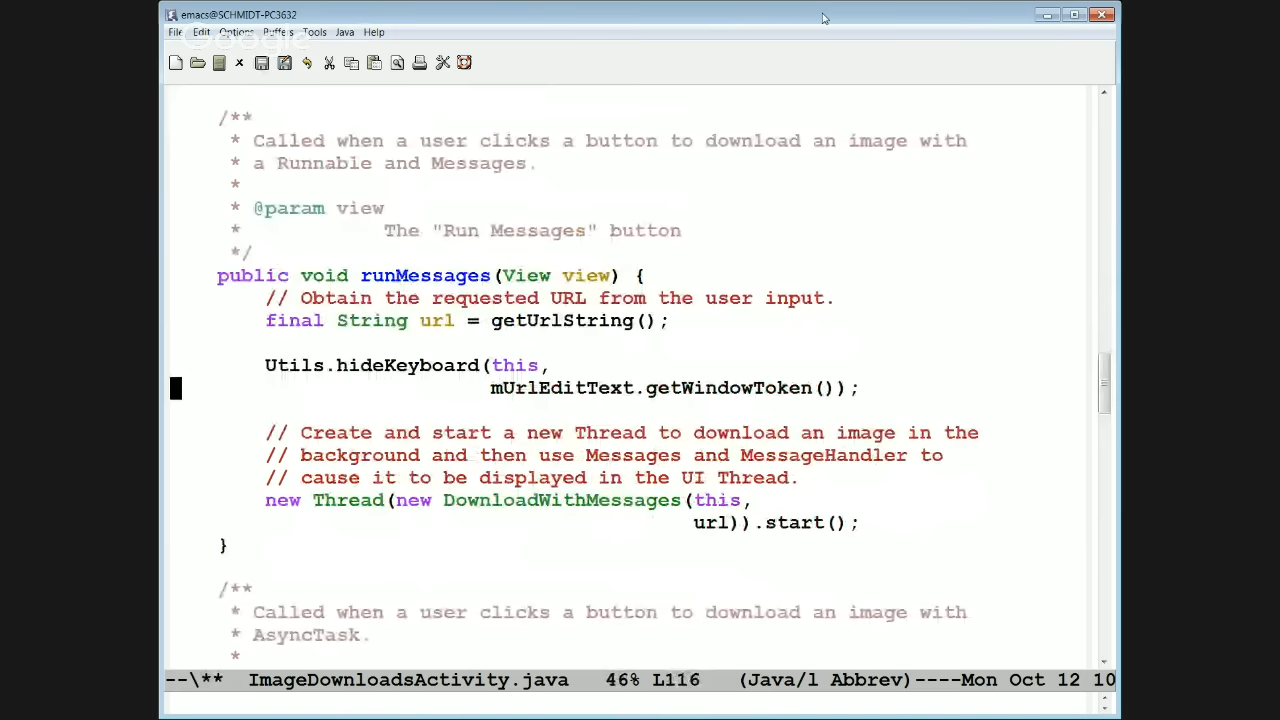 emacs@SCHMIDT-PC3632
File Edit Options Buffers Tools Java Help
Google
/**
* Called when a user clicks a button to download an image with
* a Runnable and Messages.
*
* @param view
* The "Run Messages" button
*/
public void runMessages(View view) {
// Obtain the requested URL from the user input.
final String url = getUrlString();
Utils.hideKeyboard(this,
mUrlEditText.getWindowToken());
// Create and start a new Thread to download an image in the
// background and then use Messages and MessageHandler to
// cause it to be displayed in the UI Thread.
new Thread(new DownloadWithMessages(this,
url)).start();
}
/**
* Called when a user clicks a button to download an image with
* AsyncTask.
*
--\** ImageDownloadsActivity.java 46% L116 (Java/l Abbrev)----Mon Oct 12 10